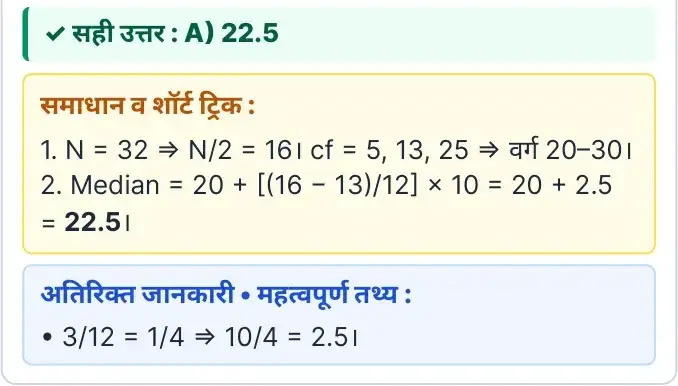 ✓ सही उत्तर : A) 22.5
समाधान व शॉर्ट ट्रिक :
1. N = 32 ⇒ N/2 = 16। cf = 5, 13, 25 ⇒ वर्ग 20–30।
2. Median = 20 + [(16 − 13)/12] × 10 = 20 + 2.5
= 22.5।
अतिरिक्त जानकारी • महत्वपूर्ण तथ्य :
• 3/12 = 1/4 ⇒ 10/4 = 2.5।